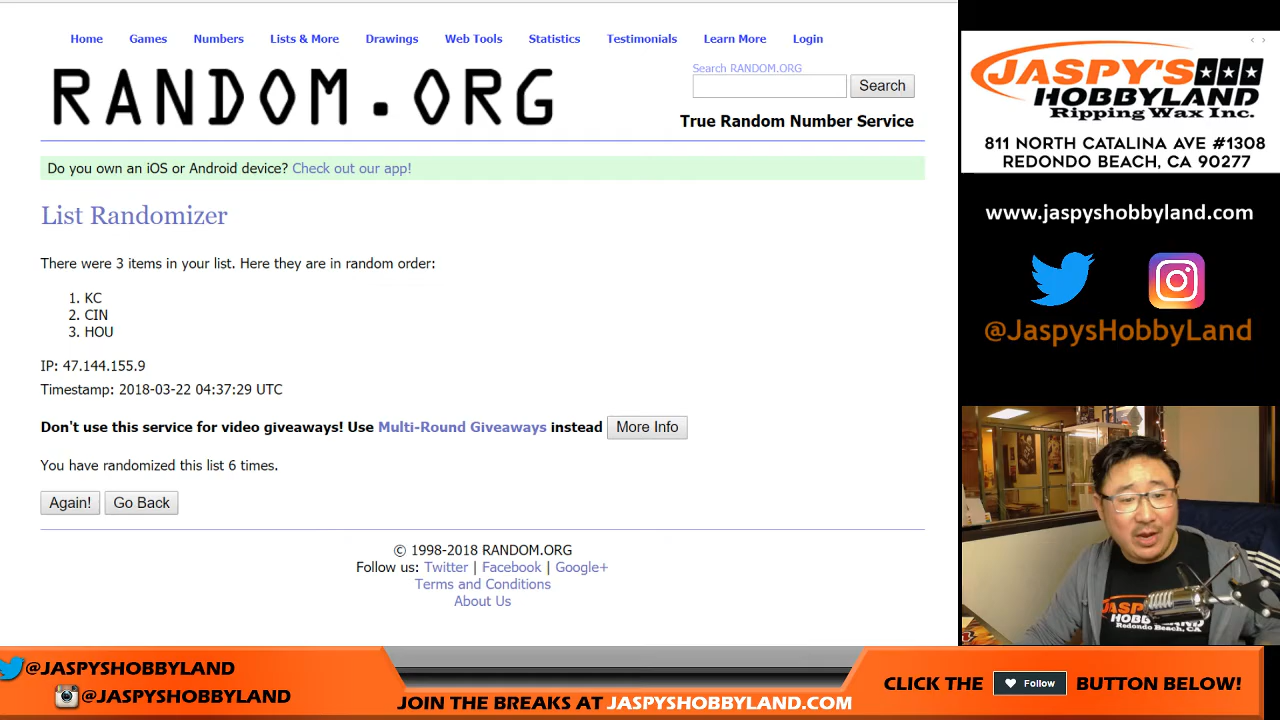 Home Games Numbers Lists & More Drawings Web Tools Statistics Testimonials Learn More Login
RANDOM.ORG
Search RANDOM.ORG
Search
True Random Number Service
Do you own an iOS or Android device? Check out our app!
List Randomizer
There were 3 items in your list. Here they are in random order:
1. KC
2. CIN
3. HOU
IP: 47.144.155.9
Timestamp: 2018-03-22 04:37:29 UTC
Don't use this service for video giveaways! Use Multi-Round Giveaways instead More Info
You have randomized this list 6 times.
Again! Go Back
© 1998-2018 RANDOM.ORG
Follow us: Twitter | Facebook | Google+
Terms and Conditions
About Us
JASPY'S
HOBBYLAND
Ripping Wax Inc.
811 NORTH CATALINA AVE #1308
REDONDO BEACH, CA 90277
www.jaspyshobbyland.com
@JaspysHobbyLand
JASPY'S
HOBBYLAND
Redondo Beach, CA
@JASPYSHOBBYLAND
@JASPYSHOBBYLAND
JOIN THE BREAKS AT JASPYSHOBBYLAND.COM
CLICK THE Follow BUTTON BELOW!